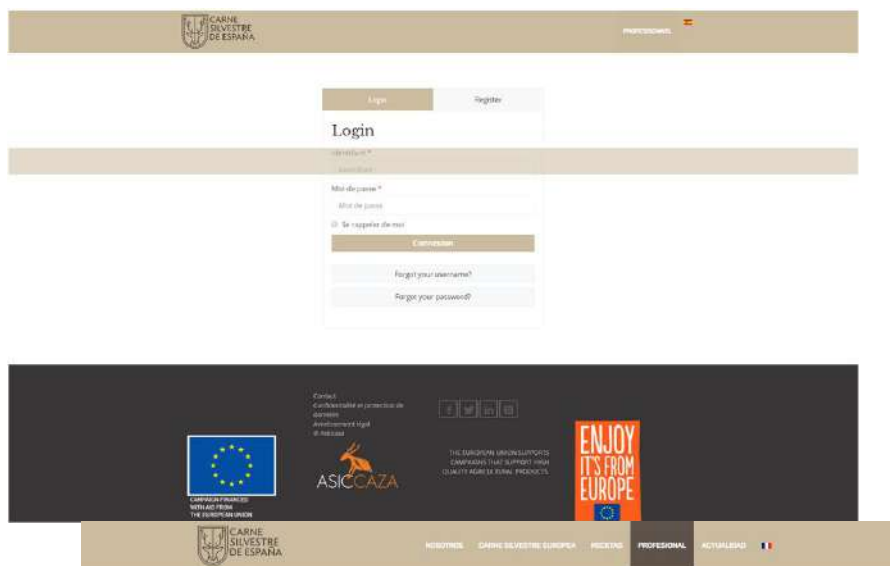 CARNE
SILVESTRE
DE ESPAÑA
PROFESSIONNEL
Login
Register
Login
Identifiant *
Identifiant
Mot de passe *
Mot de passe
Se rappeler de moi
Connexion
Forgot your username?
Forgot your password?
Contact
Confidentialité et protection de
données
Avertissement légal
© Asiccaza
ASICCAZA
CAMPAIGN FINANCED
WITH AID FROM
THE EUROPEAN UNION
THE EUROPEAN UNION SUPPORTS
CAMPAIGNS THAT SUPPORT HIGH
QUALITY AGRICULTURAL PRODUCTS
ENJOY
IT'S FROM
EUROPE
CARNE
SILVESTRE
DE ESPAÑA
NOSOTROS CARNE SILVESTRE EUROPEA RECETAS PROFESIONAL ACTUALIDAD